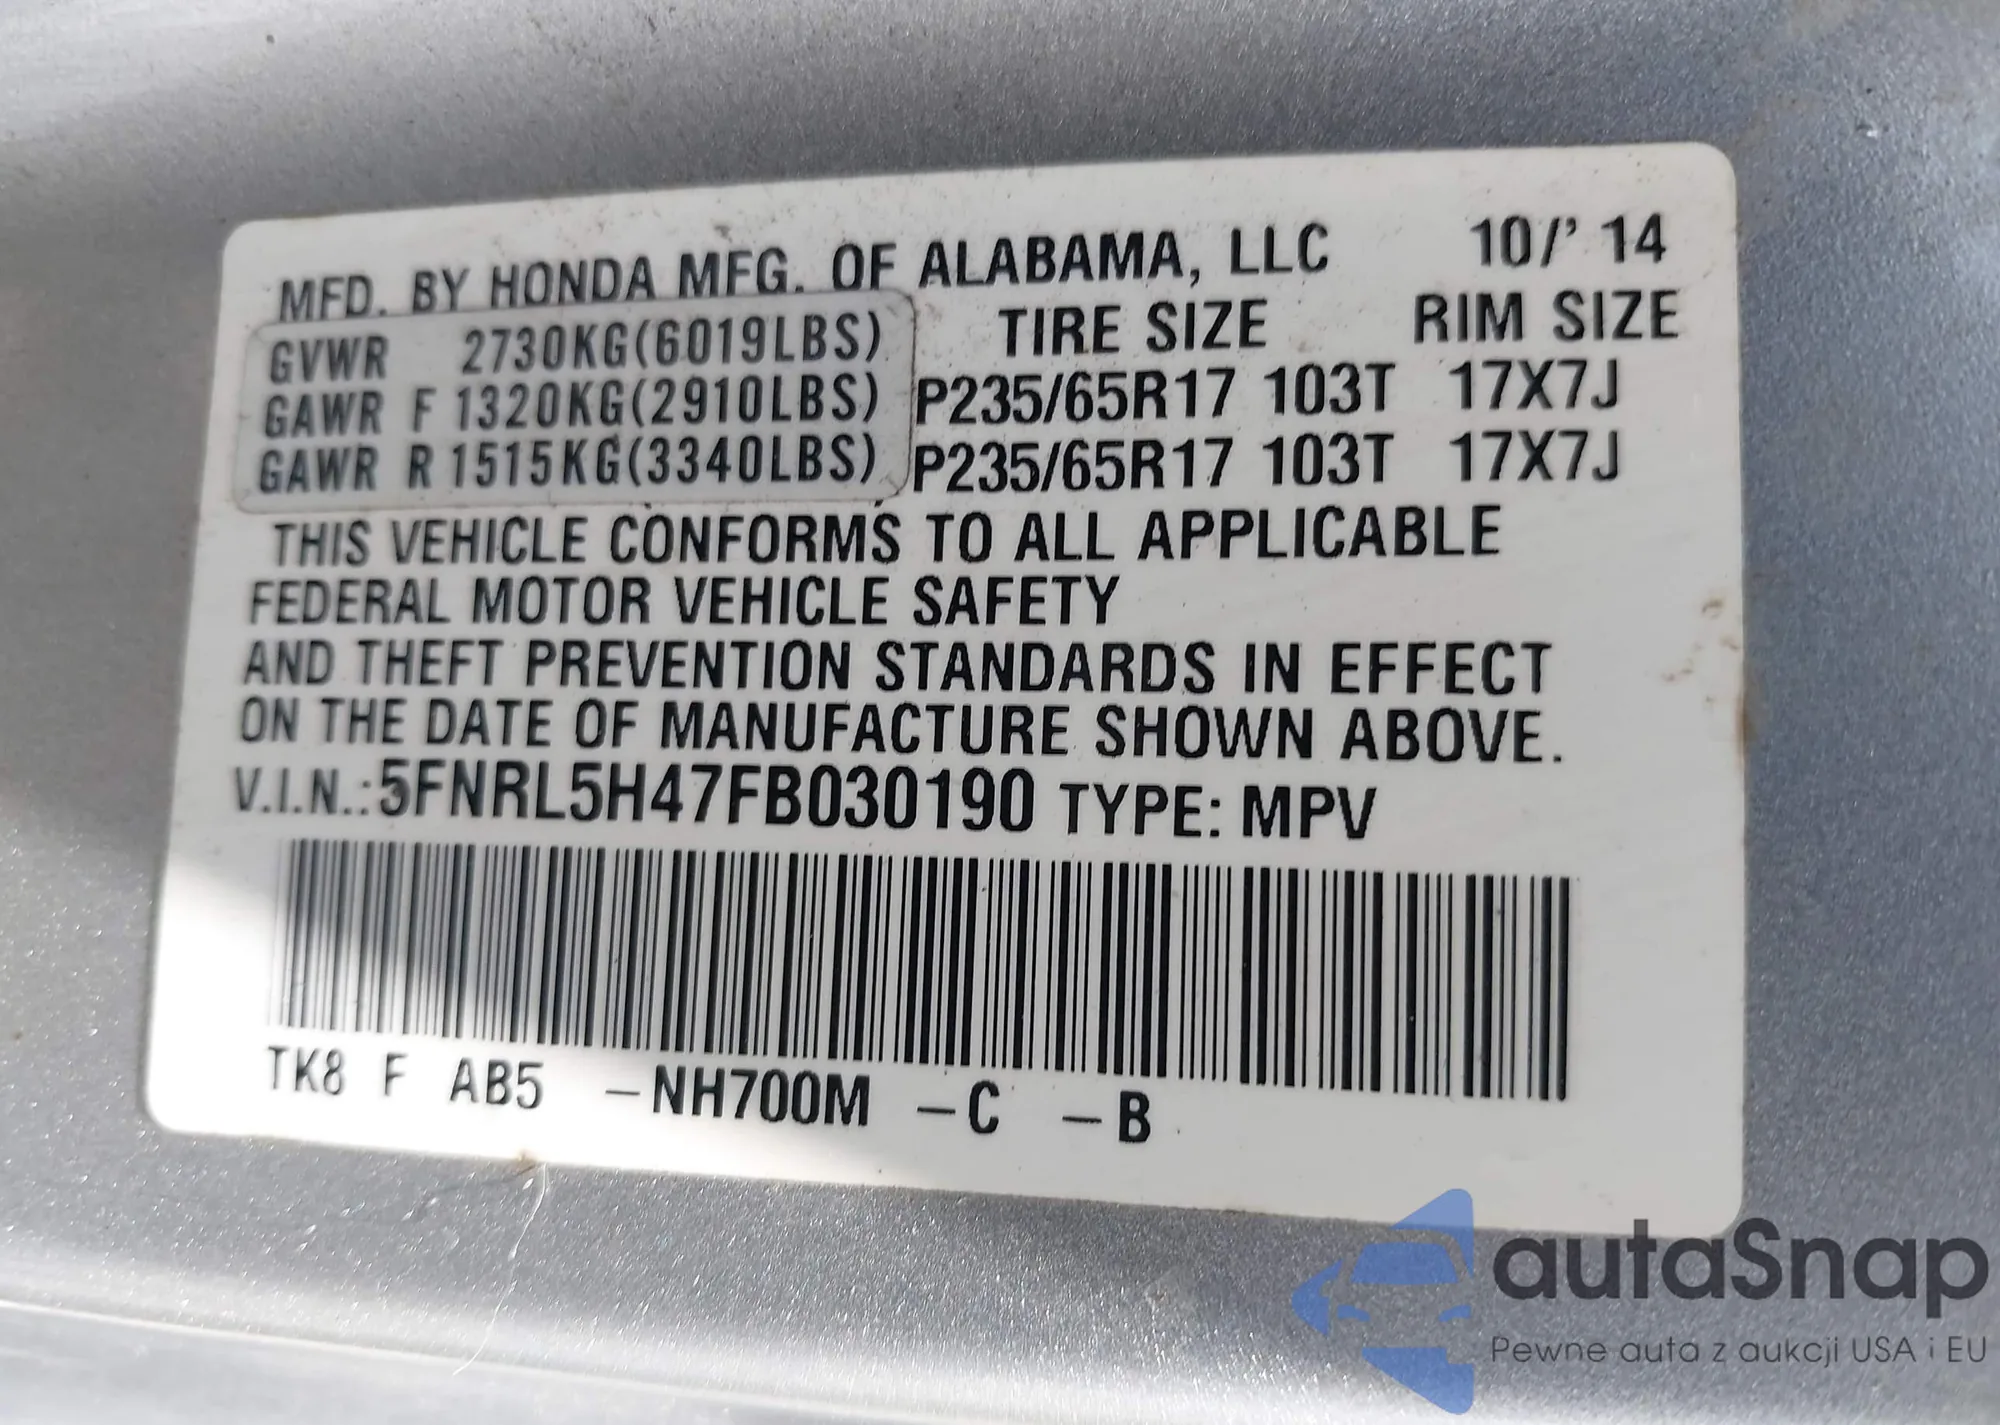 MFD. BY HONDA MFG. OF ALABAMA, LLC 10/' 14
TIRE SIZE RIM SIZE
GVWR 2730KG(6019LBS)
GAWR F 1320KG(2910LBS) P235/65R17 103T 17X7J
GAWR R 1515KG(3340LBS) P235/65R17 103T 17X7J
THIS VEHICLE CONFORMS TO ALL APPLICABLE
FEDERAL MOTOR VEHICLE SAFETY
AND THEFT PREVENTION STANDARDS IN EFFECT
ON THE DATE OF MANUFACTURE SHOWN ABOVE.
V.I.N.:5FNRL5H47FB030190 TYPE: MPV
TK8 F AB5 -NH700M -C -B
autaSnap
Pewne auta z aukcji USA i EU